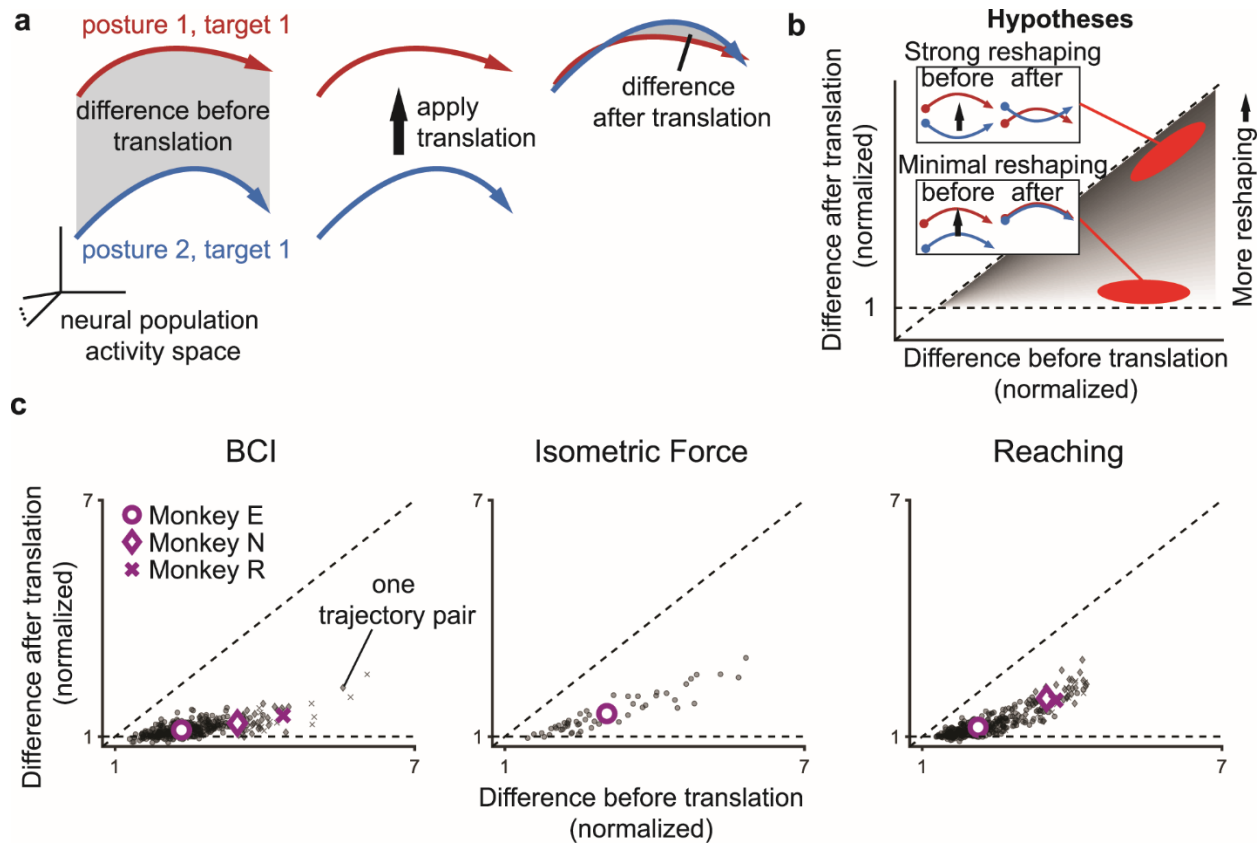 a
posture 1, target 1
difference before
translation
apply
translation
difference
after translation
posture 2, target 1
neural population
activity space
b
Hypotheses
Strong reshaping
before after
Minimal reshaping
before after
Difference after translation
(normalized)
1
More reshaping
Difference before translation
(normalized)
c
BCI
Isometric Force
Reaching
Difference after translation
(normalized)
7
Monkey E
Monkey N
Monkey R
one
trajectory pair
1
1
7
7
1
1
7
7
1
1
7
Difference before translation
(normalized)